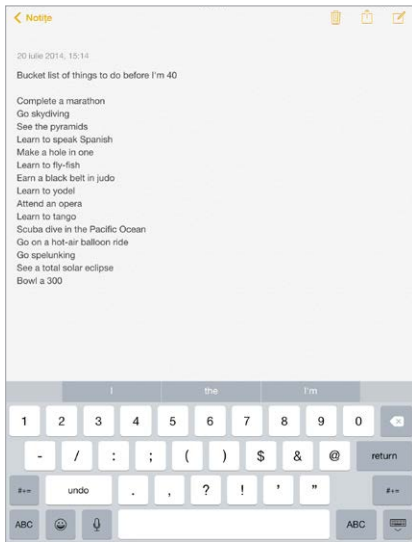 Notițe
20 iulie 2014, 15:14
Bucket list of things to do before I'm 40
Complete a marathon
Go skydiving
See the pyramids
Learn to speak Spanish
Make a hole in one
Learn to fly-fish
Earn a black belt in judo
Learn to yodel
Attend an opera
Learn to tango
Scuba dive in the Pacific Ocean
Go on a hot-air balloon ride
Go spelunking
See a total solar eclipse
Bowl a 300
I the I'm
1 2 3 4 5 6 7 8 9 0
- / : ; ( ) $ & @ return
#+= undo . , ? ! ' " #+=
ABC ABC